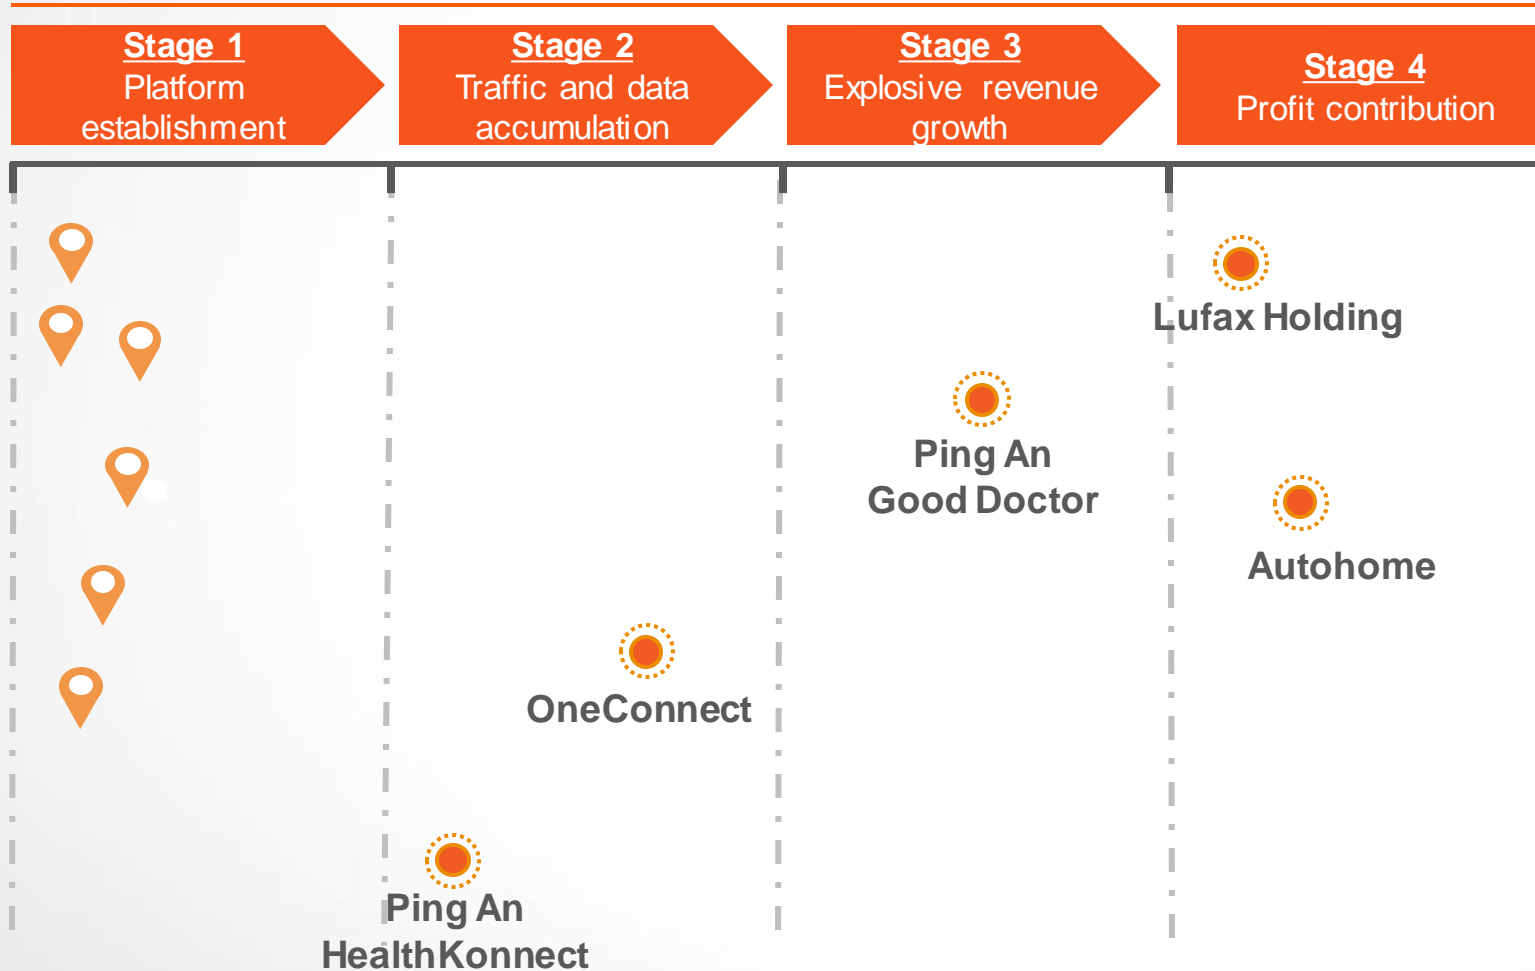 Stage 1
Platform
establishment
Stage 2
Traffic and data
accumulation
Stage 3
Explosive revenue
growth
Stage 4
Profit contribution
Lufax Holding
Ping An
Good Doctor
Autohome
OneConnect
Ping An
HealthKonnect